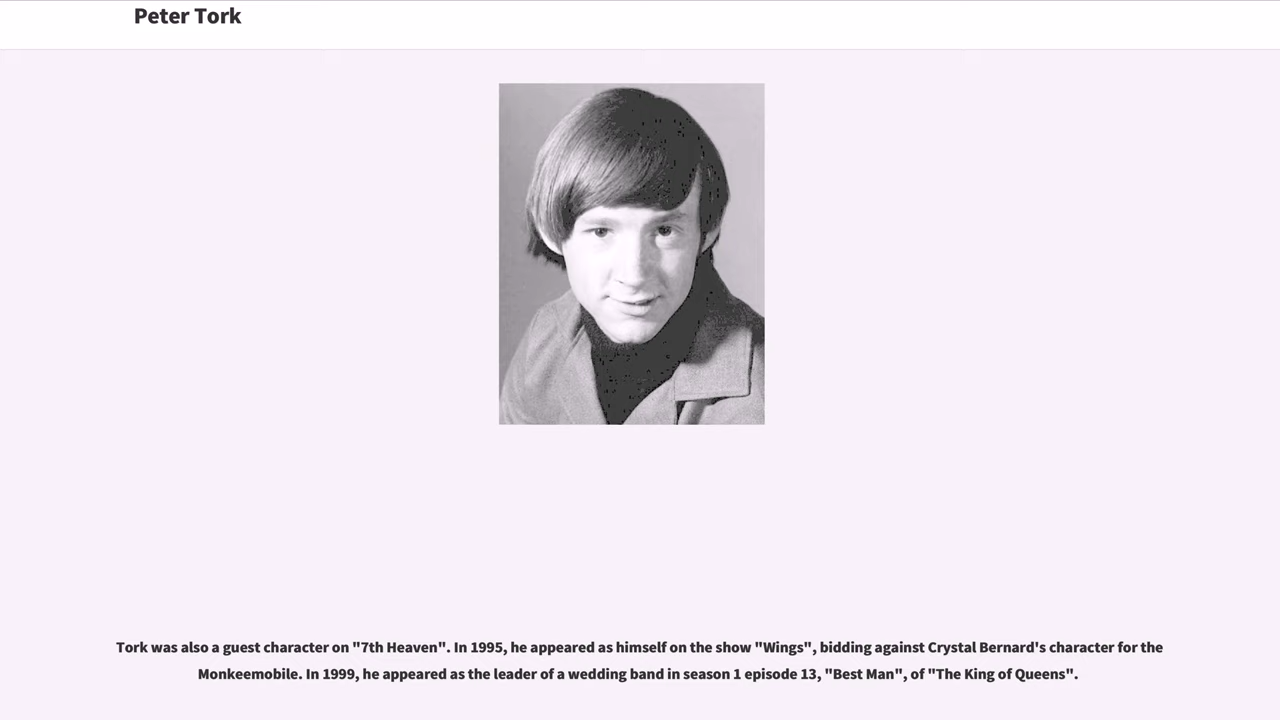 Peter Tork
Tork was also a guest character on "7th Heaven". In 1995, he appeared as himself on the show "Wings", bidding against Crystal Bernard's character for the
Monkeemobile. In 1999, he appeared as the leader of a wedding band in season 1 episode 13, "Best Man", of "The King of Queens".